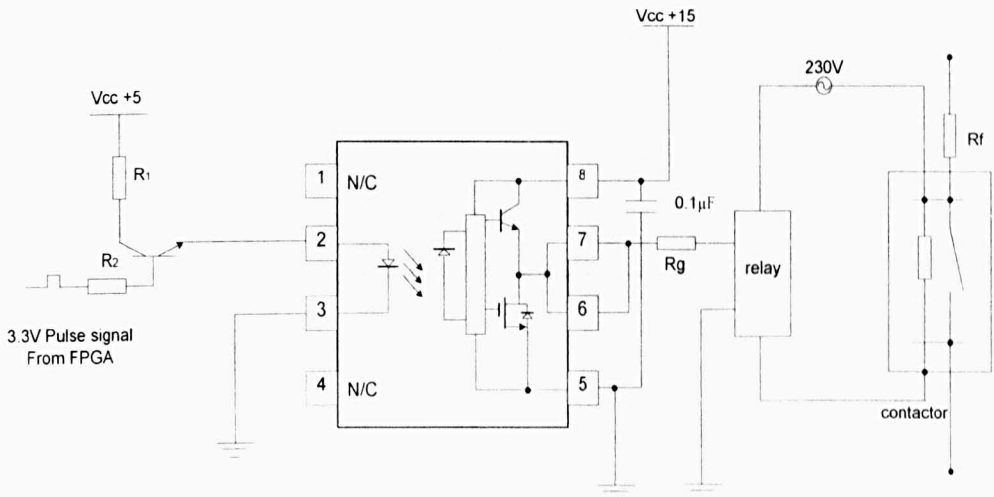 Vcc +15
230V
Vcc +5
Rf
R1
1
N/C
8
0.1µF
2
7
R2
Rg
relay
3
6
3.3V Pulse signal
From FPGA
4
N/C
5
contactor